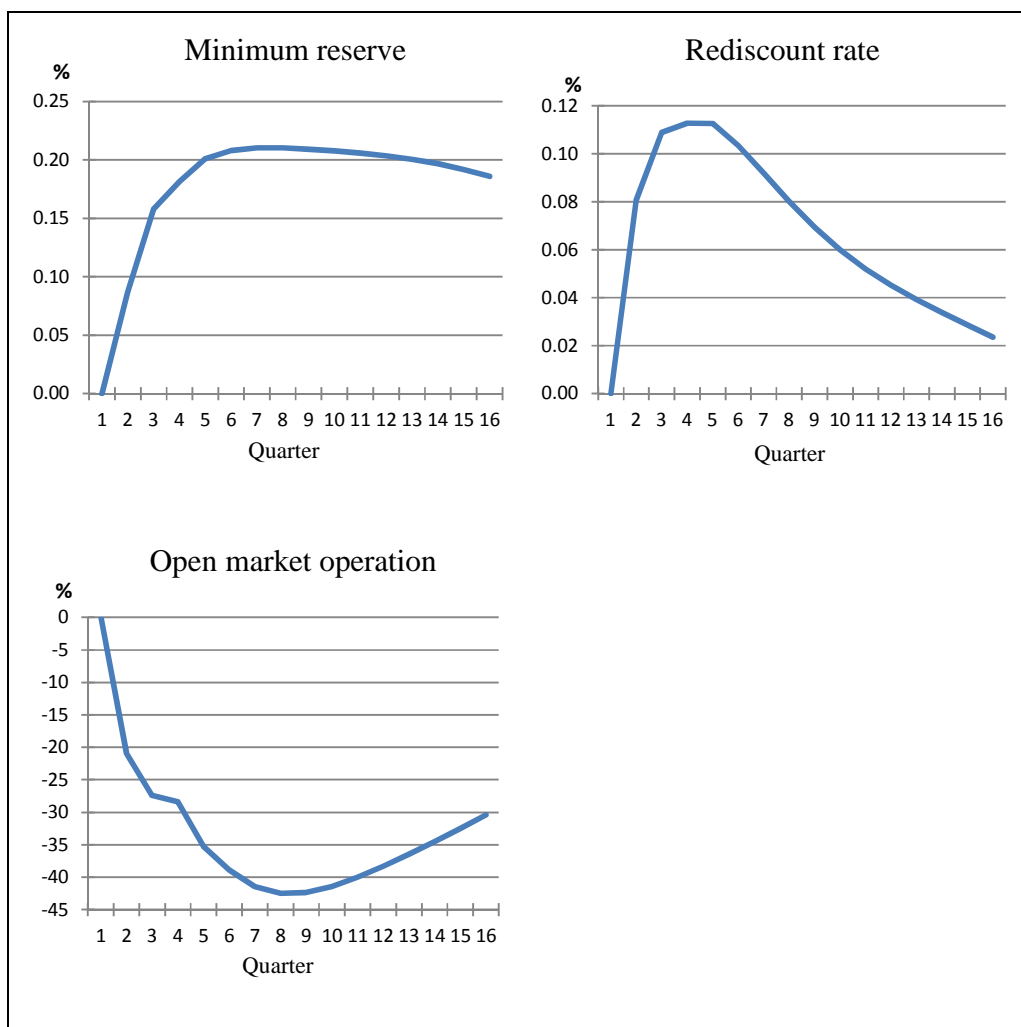 Minimum reserve
%
0.25
0.20
0.15
0.10
0.05
0.00
1 2 3 4 5 6 7 8 9 10 11 12 13 14 15 16
Quarter
Rediscount rate
%
0.12
0.10
0.08
0.06
0.04
0.02
0.00
1 2 3 4 5 6 7 8 9 10 11 12 13 14 15 16
Quarter
Open market operation
%
0
-5
-10
-15
-20
-25
-30
-35
-40
-45
1 2 3 4 5 6 7 8 9 10 11 12 13 14 15 16
Quarter